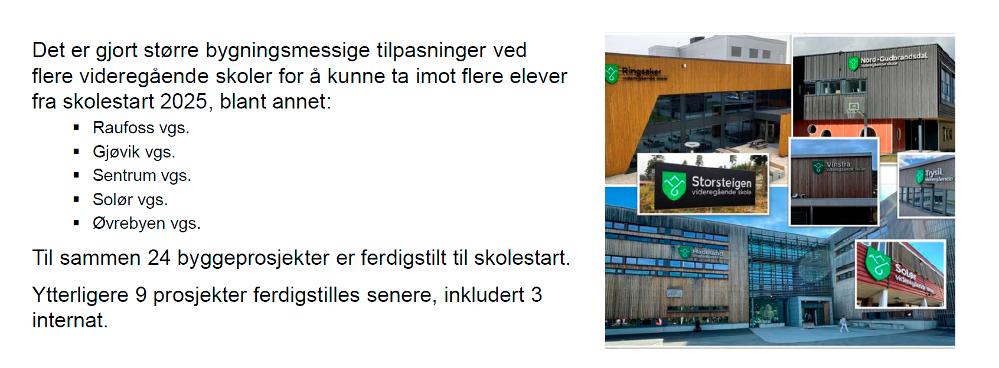 Det er gjort større bygningsmessige tilpasninger ved
flere videregående skoler for å kunne ta imot flere elever
fra skolestart 2025, blant annet:
▪ Raufoss vgs.
▪ Gjøvik vgs.
▪ Sentrum vgs.
▪ Solør vgs.
▪ Øvrebyen vgs.
Til sammen 24 byggeprosjekter er ferdigstilt til skolestart.
Ytterligere 9 prosjekter ferdigstilles senere, inkludert 3
internat.
Ringsaker
videregående skole
Nord-Gudbrandsdal
videregående skole
Storsteigen
videregående skole
Vinstra
videregående skole
Trysil
videregående
Hadeland
videregående skole
Solør
videregående skole